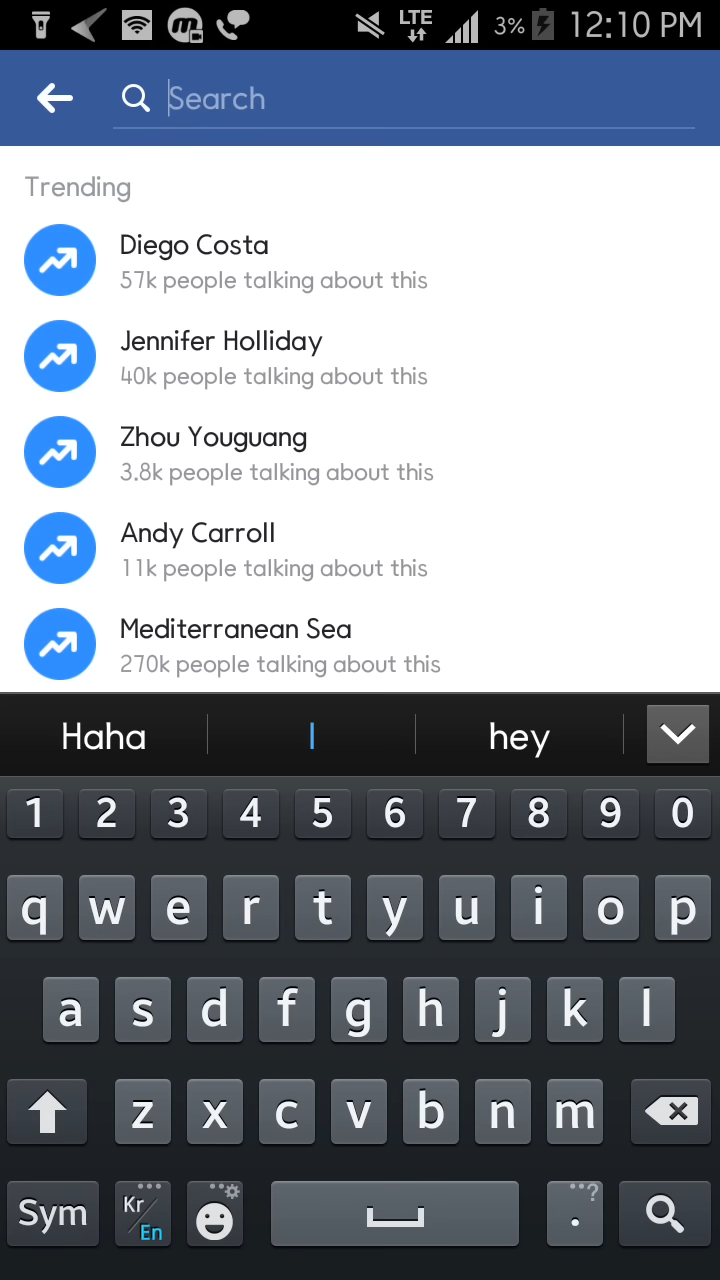 LTE 3% 12:10 PM
Search
Trending
Diego Costa
57k people talking about this
Jennifer Holliday
40k people talking about this
Zhou Youguang
3.8k people talking about this
Andy Carroll
11k people talking about this
Mediterranean Sea
270k people talking about this
Haha I hey
1 2 3 4 5 6 7 8 9 0
q w e r t y u i o p
a s d f g h j k l
z x c v b n m
Sym Kr/En . ?